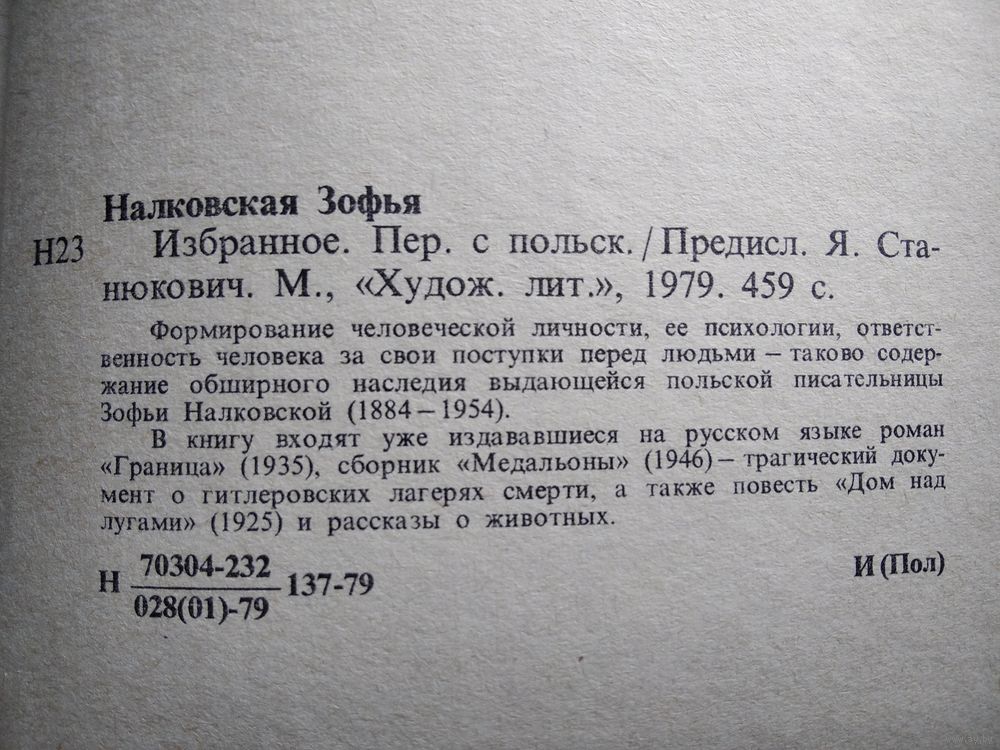 Налковская Зофья
Н23 Избранное. Пер. с польск./Предисл. Я. Ста-
нюкович. М., «Худож. лит.», 1979. 459 с.
Формирование человеческой личности, ее психологии, ответст-
венность человека за свои поступки перед людьми – таково содер-
жание обширного наследия выдающейся польской писательницы
Зофьи Налковской (1884 – 1954).
В книгу входят уже издававшиеся на русском языке роман
«Граница» (1935), сборник «Медальоны» (1946) – трагический доку-
мент о гитлеровских лагерях смерти, а также повесть «Дом над
лугами» (1925) и рассказы о животных.
70304-232
Н 137-79 И (Пол)
028(01)-79